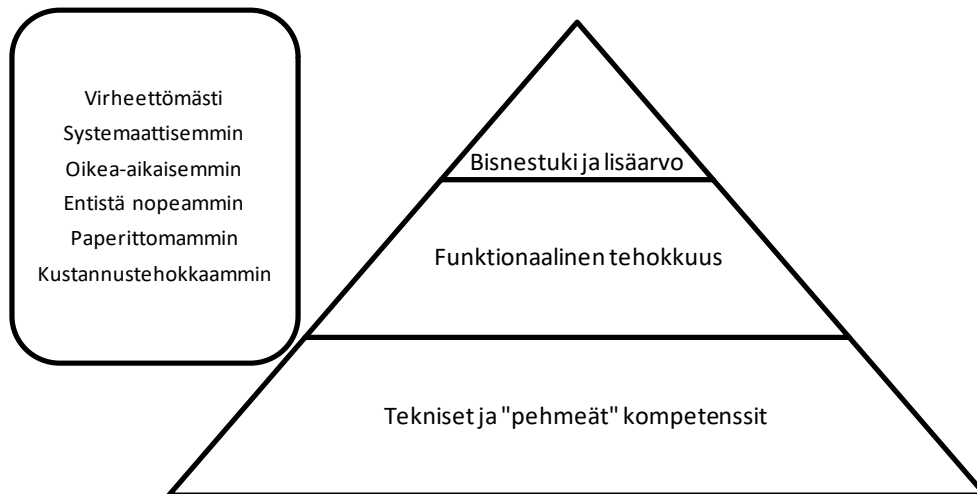 Virheettömästi
Systemaattisemmin
Oikea-aikaisemmin
Entistä nopeammin
Paperittomammin
Kustannustehokkaammin
Bisnestuki ja lisäarvo
Funktionaalinen tehokkuus
Tekniset ja "pehmeät" kompetenssit